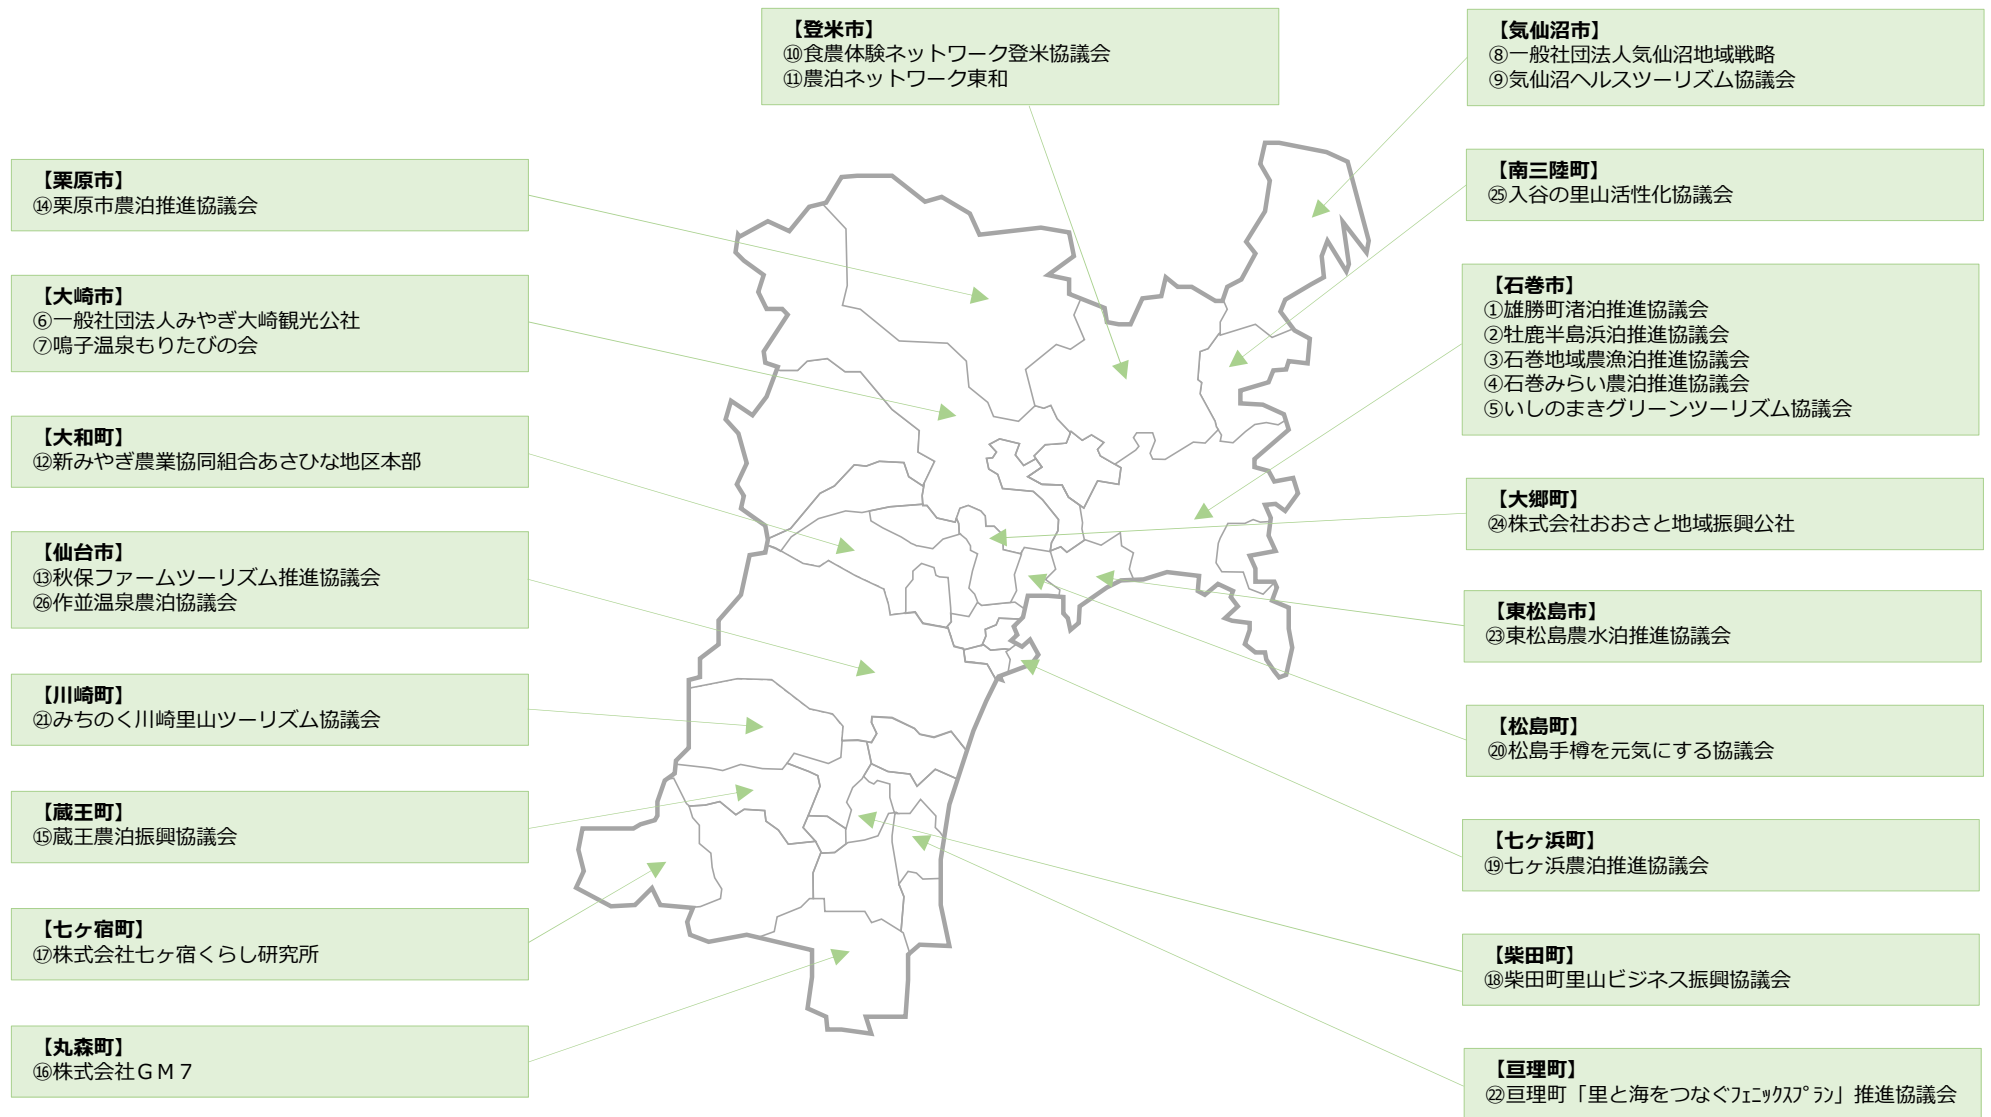 【登米市】
⑩食農体験ネットワーク登米協議会
⑪農泊ネットワーク東和
【気仙沼市】
⑧一般社団法人気仙沼地域戦略
⑨気仙沼ヘルスツーリズム協議会
【栗原市】
⑭栗原市農泊推進協議会
【南三陸町】
㉕入谷の里山活性化協議会
【大崎市】
⑥一般社団法人みやぎ大崎観光公社
⑦鳴子温泉もりたびの会
【石巻市】
①雄勝町渚泊推進協議会
②牡鹿半島浜泊推進協議会
③石巻地域農漁泊推進協議会
④石巻みらい農泊推進協議会
⑤いしのまきグリーンツーリズム協議会
【大和町】
⑫新みやぎ農業協同組合あさひな地区本部
【大郷町】
㉔株式会社おおさと地域振興公社
【仙台市】
⑬秋保ファームツーリズム推進協議会
㉖作並温泉農泊協議会
【東松島市】
㉓東松島農水泊推進協議会
【川崎町】
㉑みちのく川崎里山ツーリズム協議会
【松島町】
⑳松島手樽を元気にする協議会
【蔵王町】
⑮蔵王農泊振興協議会
【七ヶ浜町】
⑲七ヶ浜農泊推進協議会
【七ヶ宿町】
⑰株式会社七ヶ宿くらし研究所
【柴田町】
⑱柴田町里山ビジネス振興協議会
【丸森町】
⑯株式会社ＧＭ７
【亘理町】
㉒亘理町「里と海をつなぐﾌｪﾆｯｸｽﾌﾟﾗﾝ」推進協議会